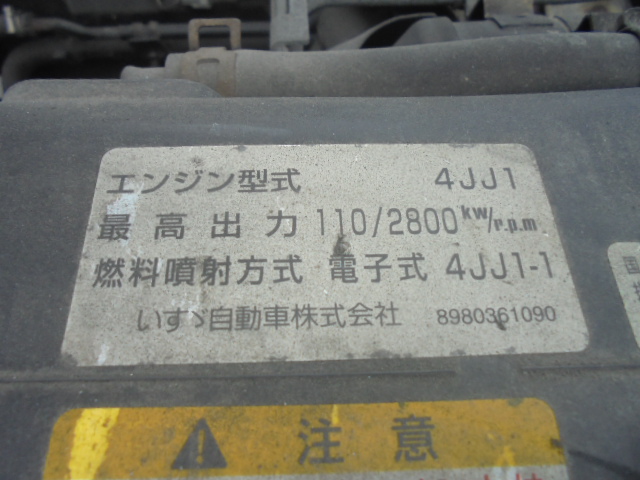 エンジン型式 4JJ1
最高出力 110/2800 kW/r.p.m
燃料噴射方式 電子式 4JJ1-1
いすゞ自動車株式会社 8980361090
国
注意